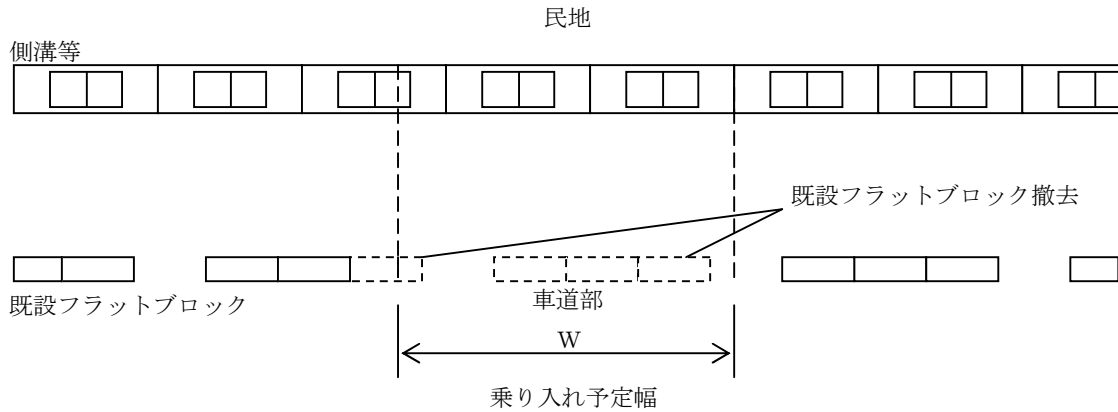 民地
側溝等
既設フラットブロック撤去
既設フラットブロック
車道部
W
乗り入れ予定幅